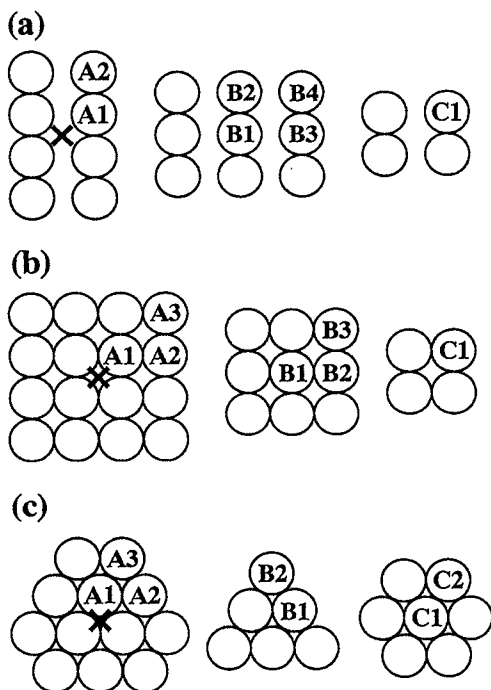 (a)
A2 B2 B4 C1
A1 B1 B3
(b)
A3 B3 C1
A1 A2 B1 B2
(c)
A3 B2 C2
A1 A2 B1 C1